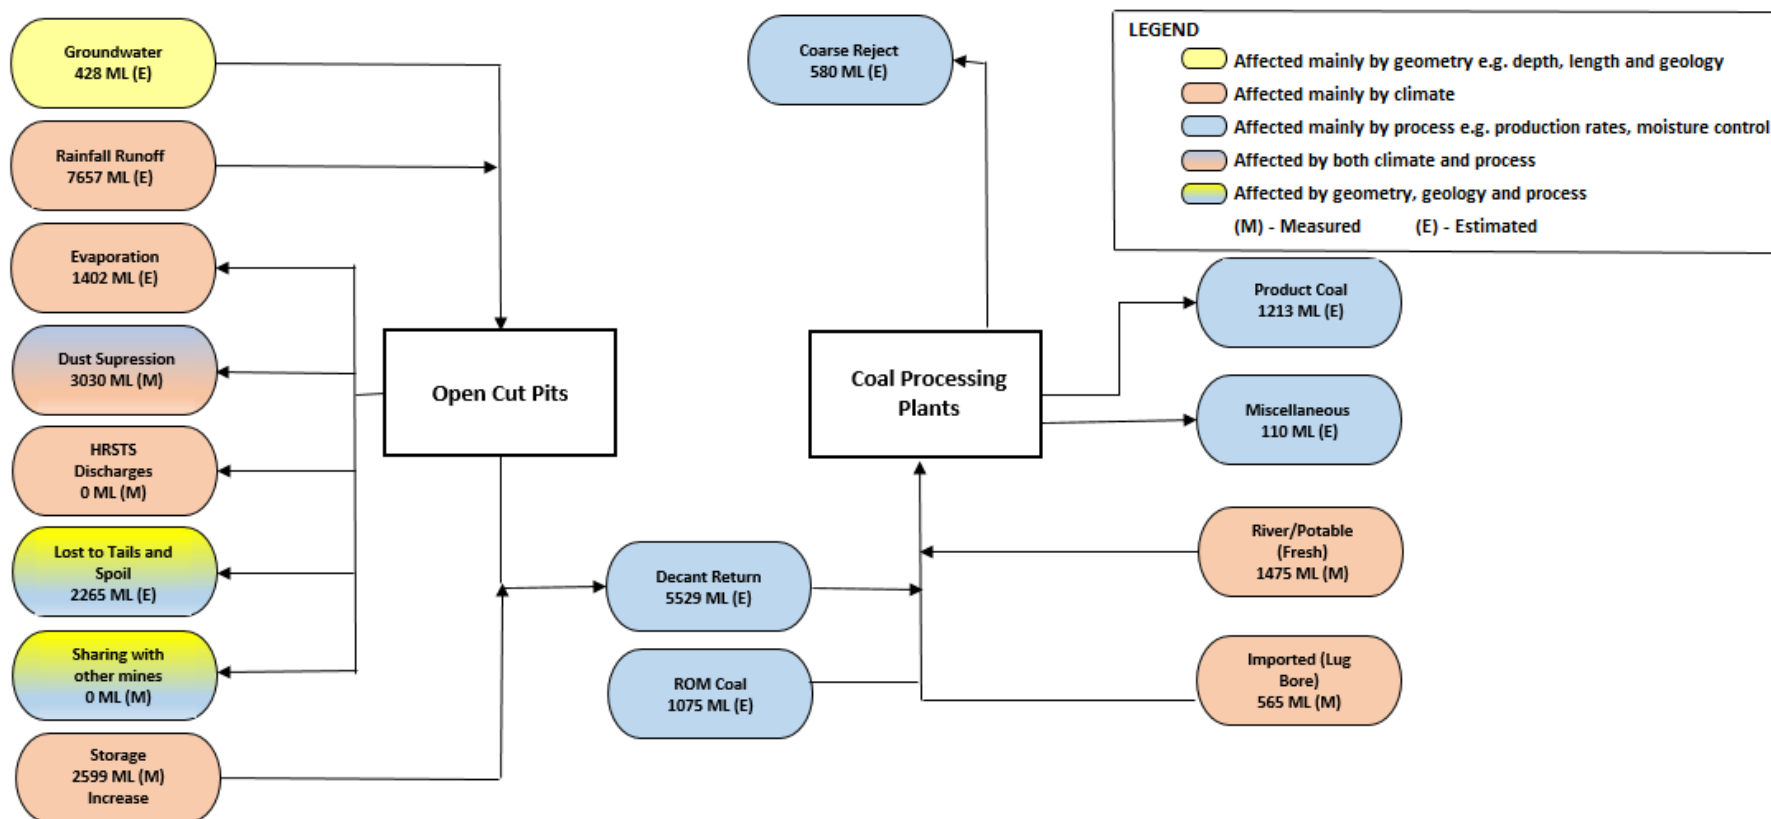 Groundwater
428 ML (E)
Rainfall Runoff
7657 ML (E)
Evaporation
1402 ML (E)
Dust Supression
3030 ML (M)
HRSTS
Discharges
0 ML (M)
Lost to Tails and
Spoil
2265 ML (E)
Sharing with
other mines
0 ML (M)
Storage
2599 ML (M)
Increase
Open Cut Pits
Decant Return
5529 ML (E)
ROM Coal
1075 ML (E)
Coarse Reject
580 ML (E)
Coal Processing
Plants
Product Coal
1213 ML (E)
Miscellaneous
110 ML (E)
River/Potable
(Fresh)
1475 ML (M)
Imported (Lug
Bore)
565 ML (M)
LEGEND
Affected mainly by geometry e.g. depth, length and geology
Affected mainly by climate
Affected mainly by process e.g. production rates, moisture control
Affected by both climate and process
Affected by geometry, geology and process
(M) - Measured (E) - Estimated